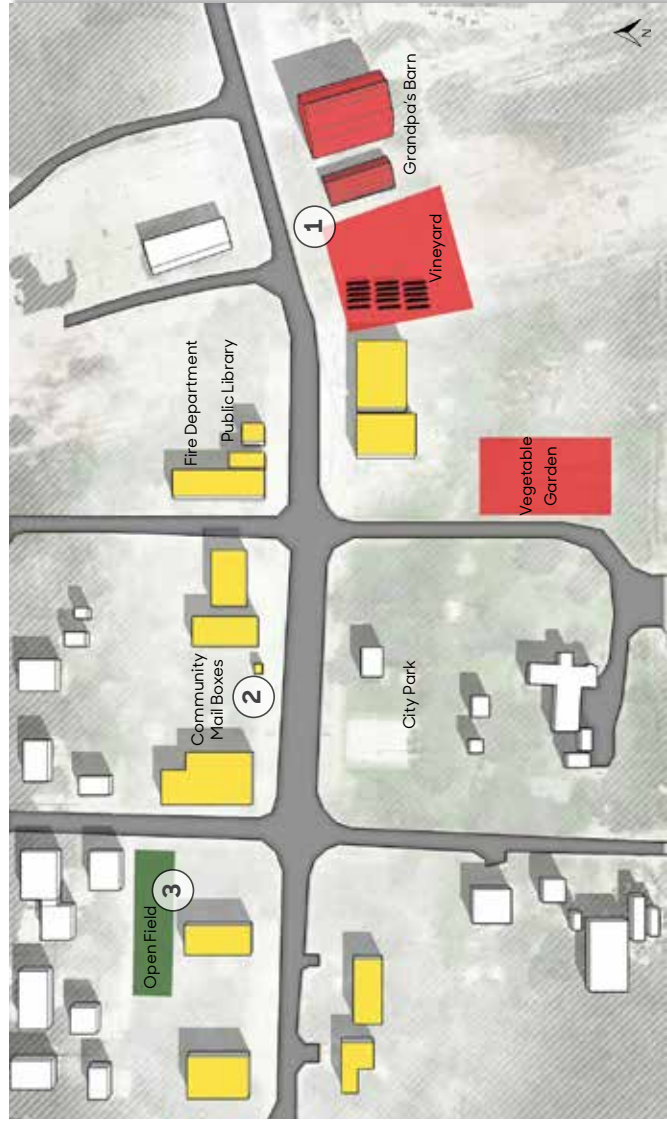 Grandpa's Barn
1
Vineyard
Fire Department
Public Library
Vegetable
Garden
Community
Mail Boxes
2
City Park
Open Field
3
N